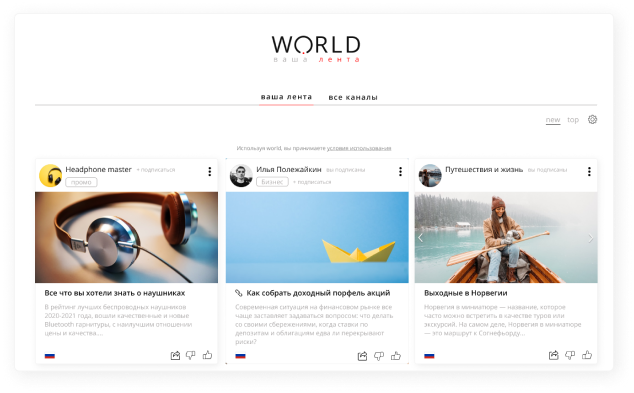 WORLD
ваша лента
ваша лента все каналы
new top
Используя world, вы принимаете условия использования
Headphone master + подписаться
промо
Все что вы хотели знать о наушниках
В рейтинг лучших беспроводных наушников
2020-2021 года, вошли качественные и новые
Bluetooth гарнитуры, с наилучшим отношении
цены и качества....
Илья Полежайкин вы подписаны
Бизнес + подписаться
Как собрать доходный порфель акций
Современная ситуация на финансовом рынке все
чаще заставляет задаваться вопросом: что делать
со своими сбережениями, когда ставки по
депозитам и облигациям едва ли перекрывают
риски?
Путешествия и жизнь вы подписаны
Выходные в Норвегии
Норвегия в миниатюре — название, которое
часто можно встретить в качестве туров или
экскурсий. На самом деле, Норвегия в миниатюре
— это маршрут к Согнефьорду...